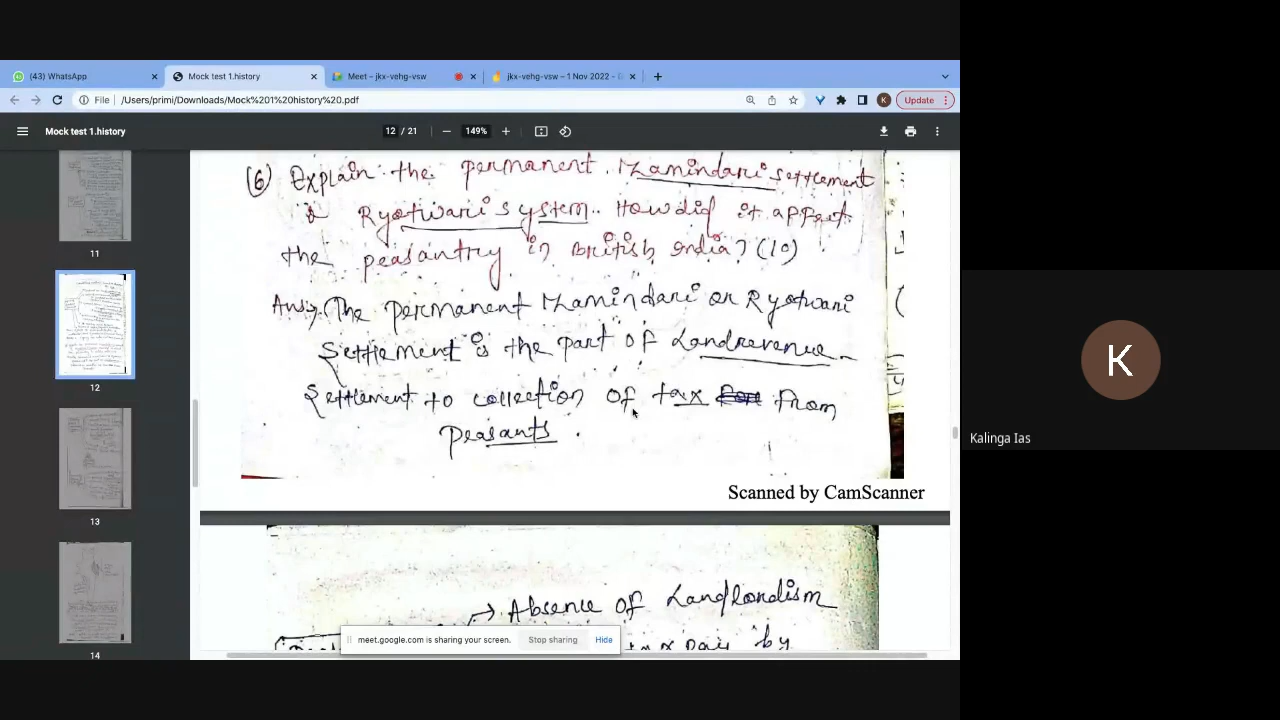 (43) WhatsApp
Mock test 1.history
Meet – jkx-vehg-vsw
jkx-vehg-vsw – 1 Nov 2022 -
File
/Users/primi/Downloads/Mock%201%20history%20.pdf
K
Update
Mock test 1.history
12 / 21
149%
11
12
13
14
(6) Explain the permanent Zamindari settlement
& Ryotwari system. How did it affect
the peasantry in British India? (10)
Ans:- The permanent Zamindari or Ryotwari
Settlement is the part of Landrevenue
Settlement to collection of tax from
peasants.
Scanned by CamScanner
→ Absence of Landlordism
tax pay by
meet.google.com is sharing your screen.
Stop sharing
Hide
K
Kalinga Ias